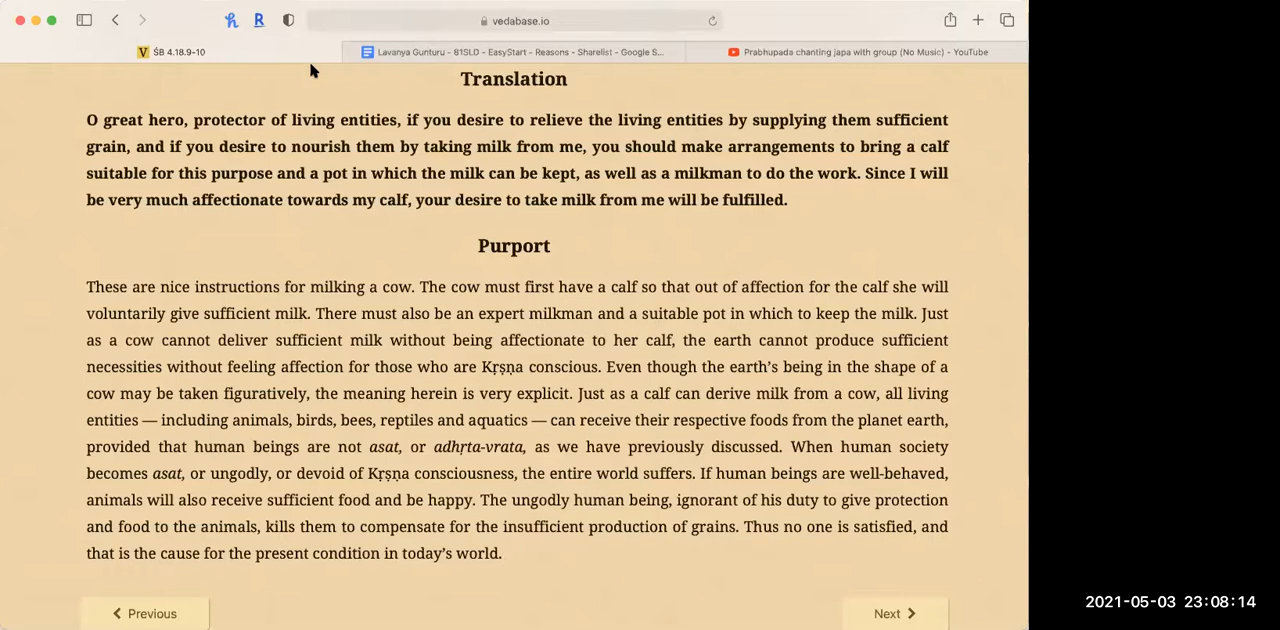 vedabase.io
ŚB 4.18.9-10
Lavanya Gunturu - 81SLD - EasyStart - Reasons - Sharelist - Google S...
Prabhupada chanting japa with group (No Music) - YouTube
Translation
O great hero, protector of living entities, if you desire to relieve the living entities by supplying them sufficient
grain, and if you desire to nourish them by taking milk from me, you should make arrangements to bring a calf
suitable for this purpose and a pot in which the milk can be kept, as well as a milkman to do the work. Since I will
be very much affectionate towards my calf, your desire to take milk from me will be fulfilled.
Purport
These are nice instructions for milking a cow. The cow must first have a calf so that out of affection for the calf she will
voluntarily give sufficient milk. There must also be an expert milkman and a suitable pot in which to keep the milk. Just
as a cow cannot deliver sufficient milk without being affectionate to her calf, the earth cannot produce sufficient
necessities without feeling affection for those who are Kṛṣṇa conscious. Even though the earth’s being in the shape of a
cow may be taken figuratively, the meaning herein is very explicit. Just as a calf can derive milk from a cow, all living
entities — including animals, birds, bees, reptiles and aquatics — can receive their respective foods from the planet earth,
provided that human beings are not asat, or adhṛta-vrata, as we have previously discussed. When human society
becomes asat, or ungodly, or devoid of Kṛṣṇa consciousness, the entire world suffers. If human beings are well-behaved,
animals will also receive sufficient food and be happy. The ungodly human being, ignorant of his duty to give protection
and food to the animals, kills them to compensate for the insufficient production of grains. Thus no one is satisfied, and
that is the cause for the present condition in today’s world.
Previous
Next
2021-05-03 23:08:14